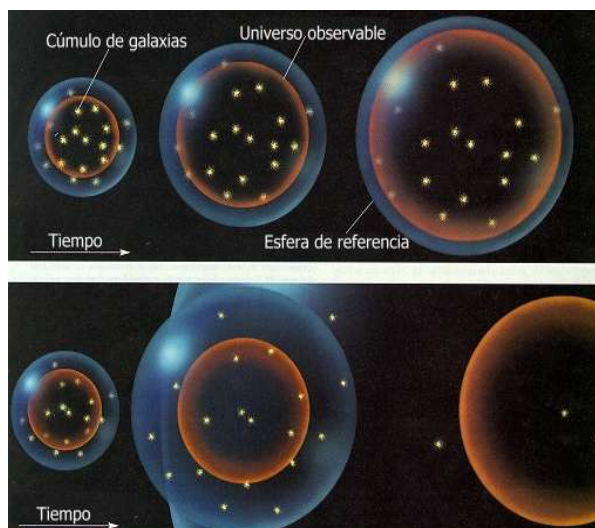 Cúmulo de galaxias
Universo observable
Tiempo
Esfera de referencia
Tiempo